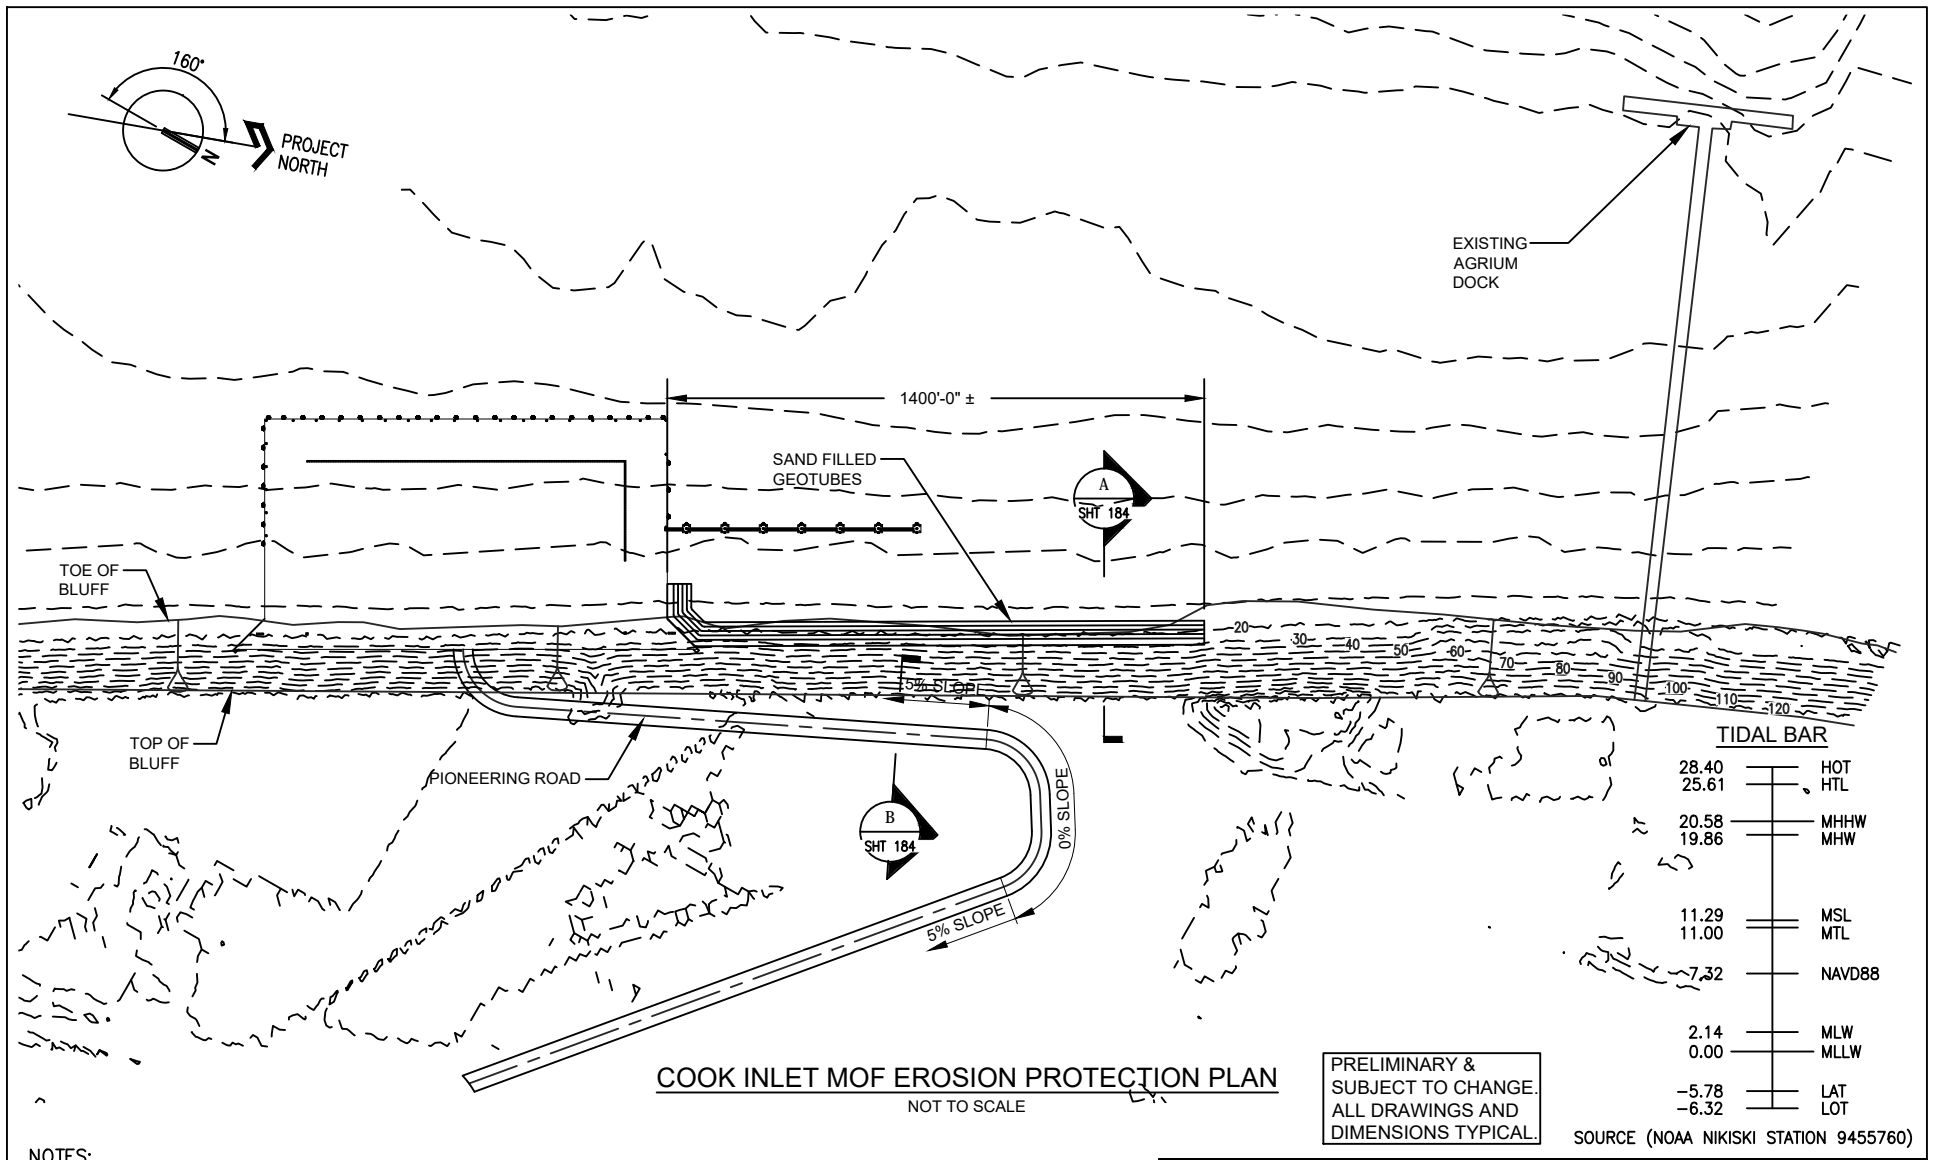 160°
PROJECT
NORTH
N
EXISTING
AGRIUM
DOCK
1400'-0" ±
SAND FILLED
GEOTUBES
A
SHT 184
TOE OF
BLUFF
20
30
40
50
60
70
80
90
100
110
120
5% SLOPE
TOP OF
BLUFF
PIONEERING ROAD
B
SHT 184
0% SLOPE
5% SLOPE
TIDAL BAR
28.40 HOT
25.61 HTL
20.58 MHHW
19.86 MHW
11.29 MSL
11.00 MTL
7.32 NAVD88
2.14 MLW
0.00 MLLW
-5.78 LAT
-6.32 LOT
SOURCE (NOAA NIKISKI STATION 9455760)
COOK INLET MOF EROSION PROTECTION PLAN
NOT TO SCALE
PRELIMINARY &
SUBJECT TO CHANGE.
ALL DRAWINGS AND
DIMENSIONS TYPICAL.
NOTES: